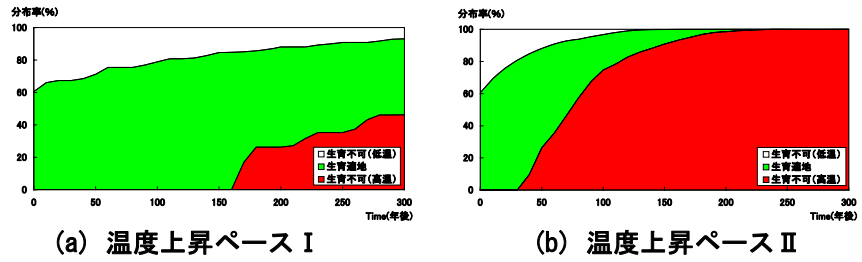 分布率(%)
100
80
60
40
20
0
生育不可(低温)
生育適地
生育不可(高温)
0 50 100 150 200 250 300
Time(年後)
(a) 温度上昇ペースⅠ
分布率(%)
100
80
60
40
20
0
生育不可(低温)
生育適地
生育不可(高温)
0 50 100 150 200 250 300
Time(年後)
(b) 温度上昇ペースⅡ